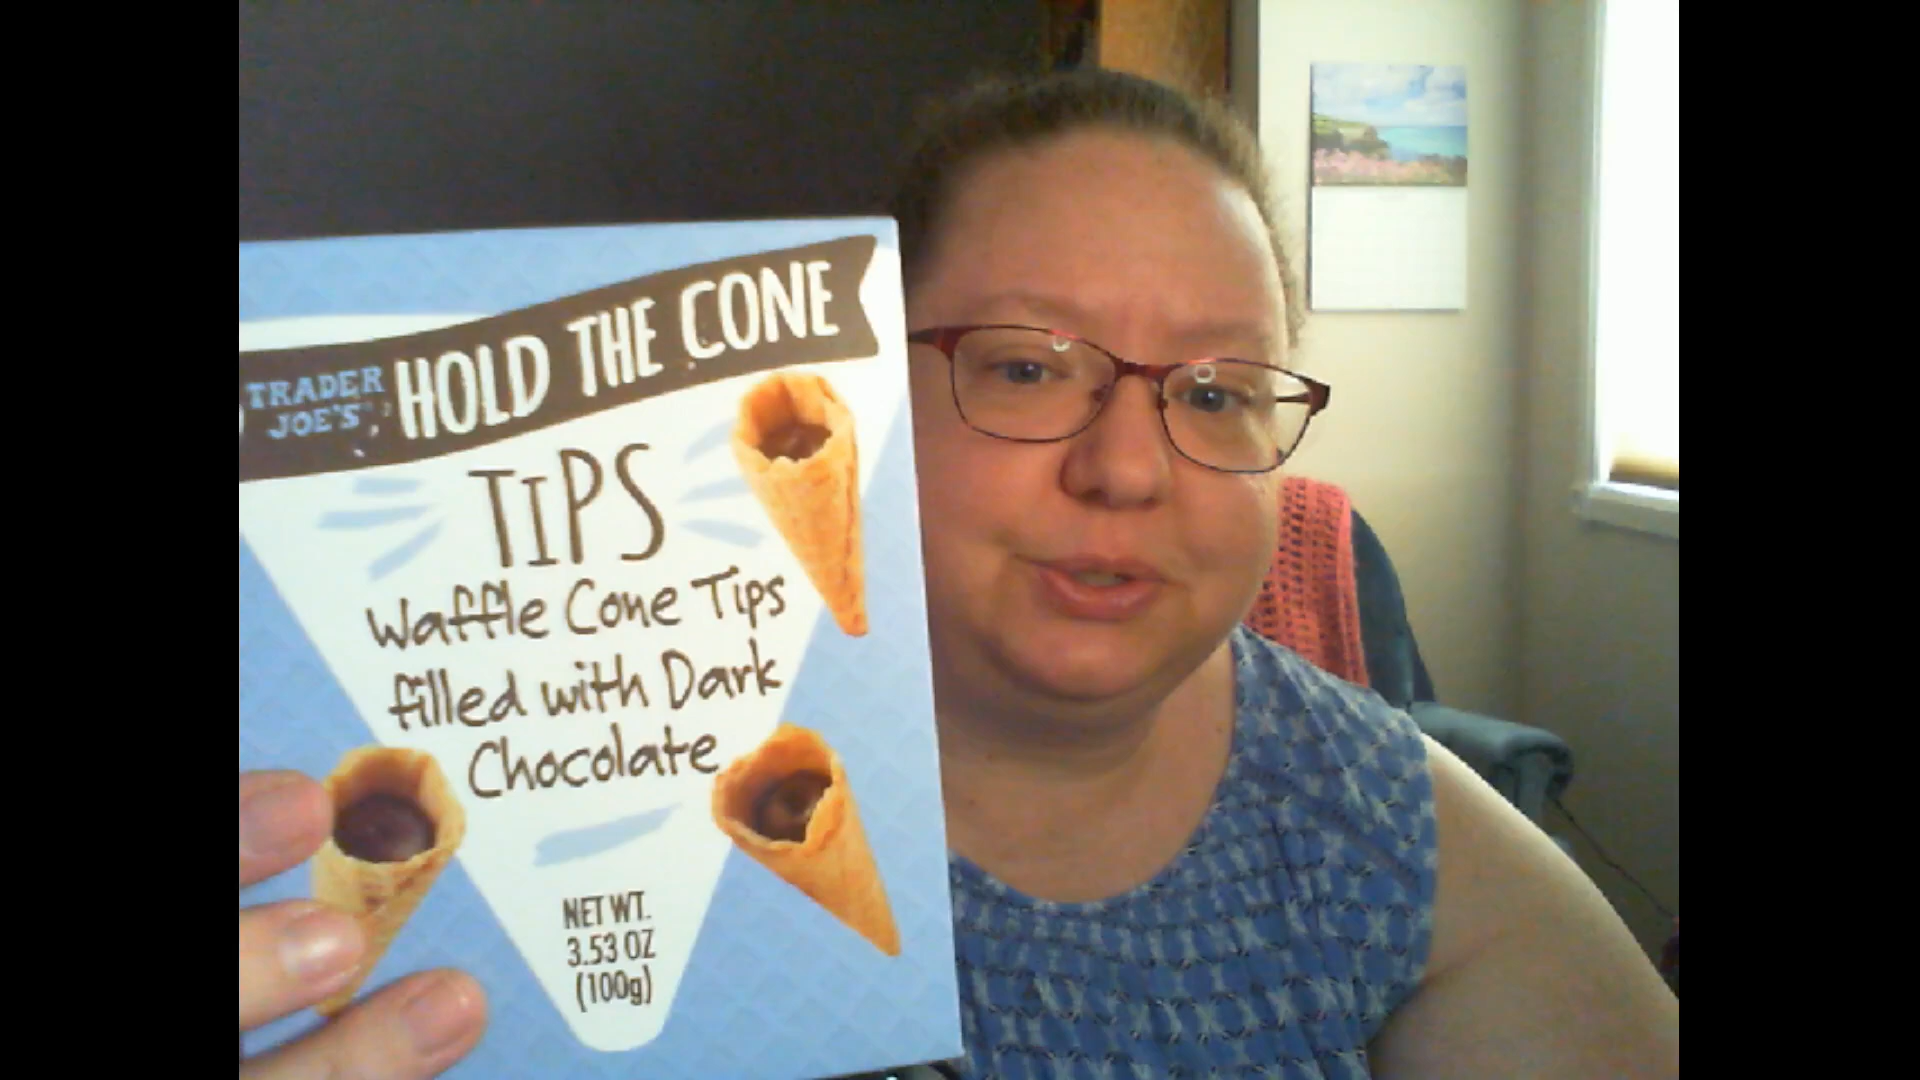 TRADER
JOE'S
HOLD THE CONE
TIPS
Waffle Cone Tips
filled with Dark
Chocolate
NET WT.
3.53 OZ
(100g)